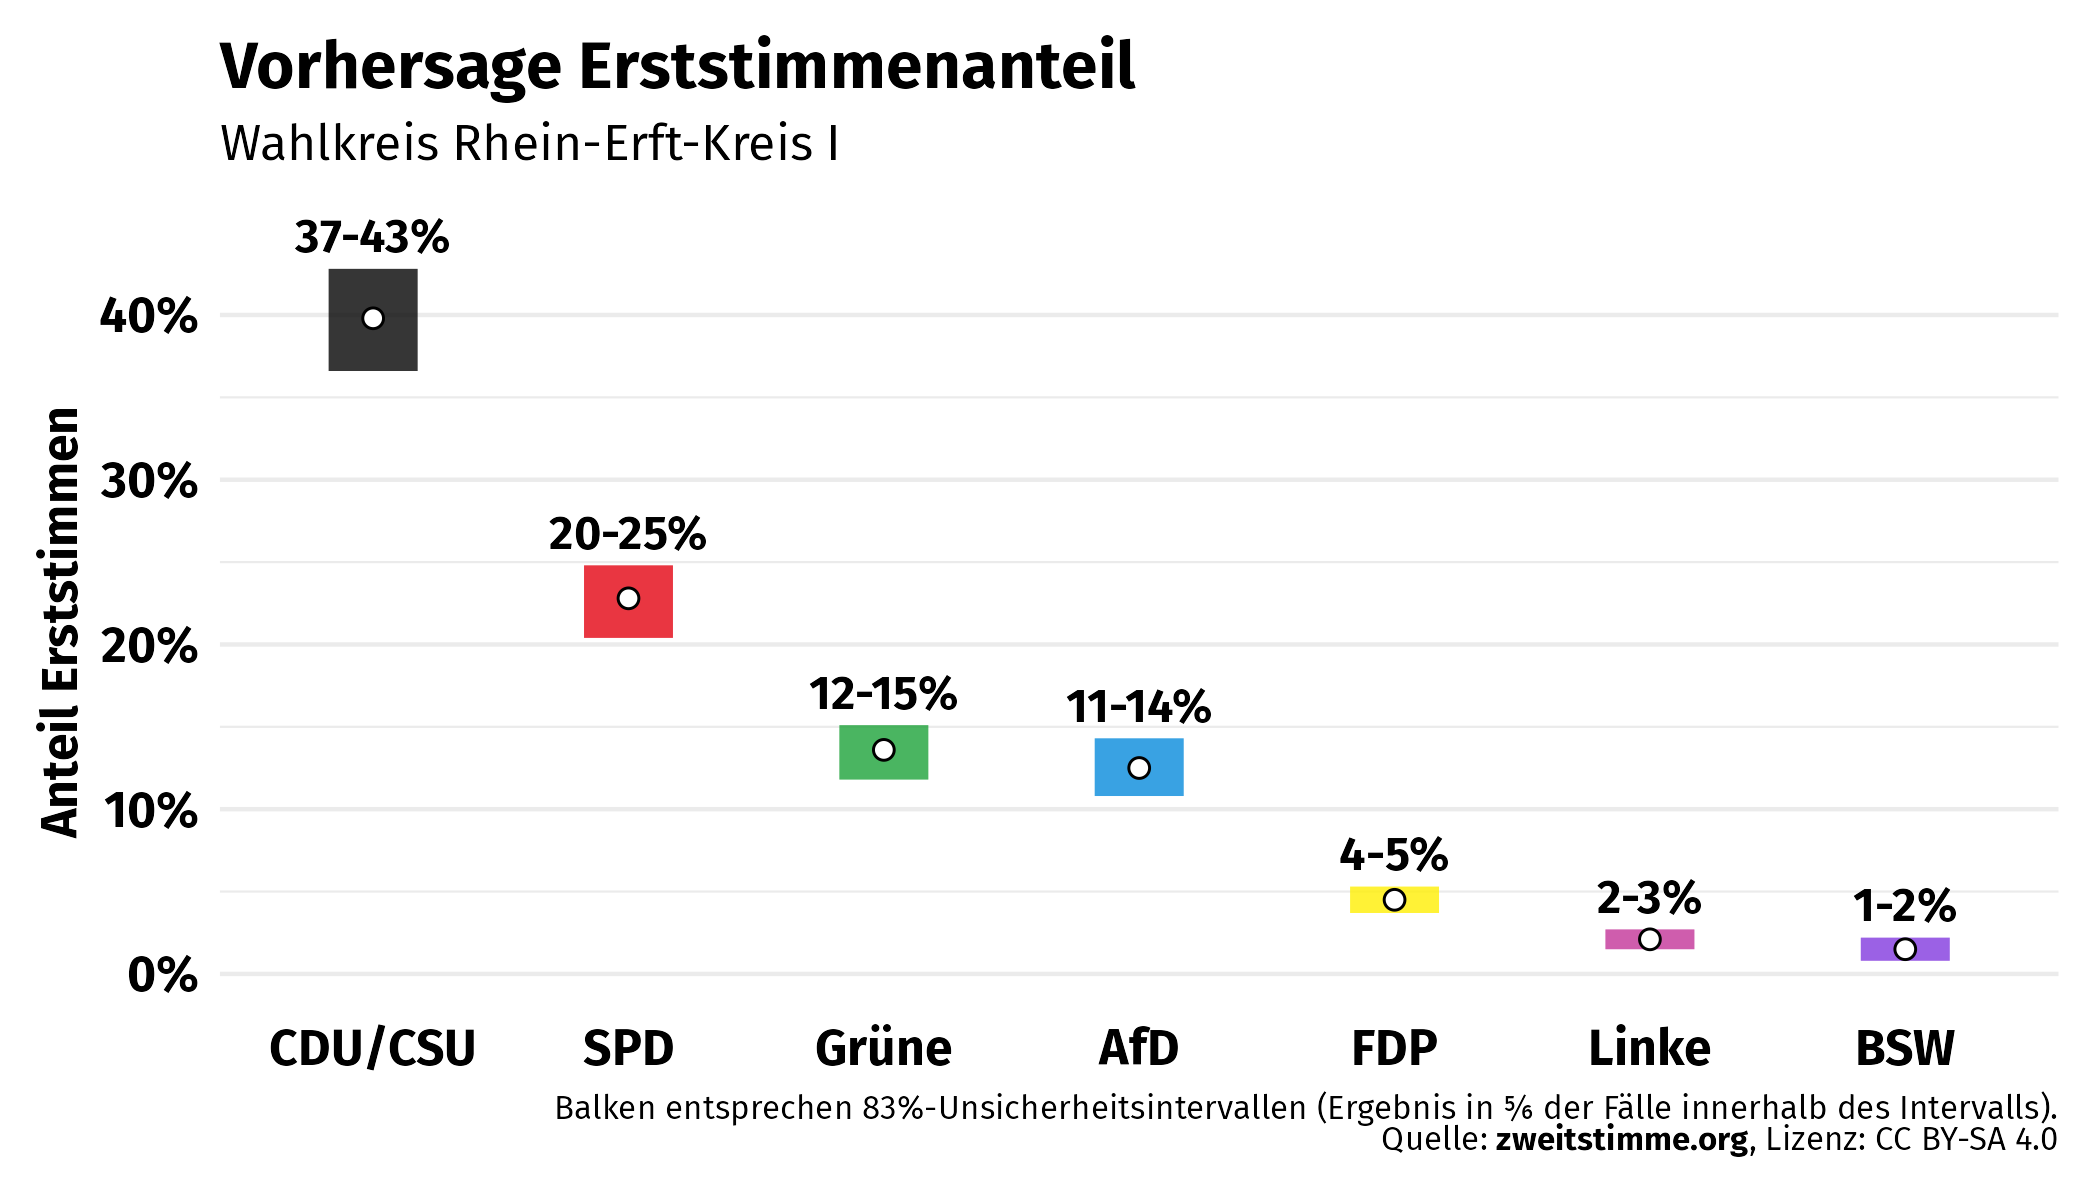 Vorhersage Erststimmenanteil
Wahlkreis Rhein-Erft-Kreis I
37-43%
40%
30%
20-25%
20%
12-15%
11-14%
10%
4-5%
2-3%
1-2%
0%
Anteil Erststimmen
CDU/CSU SPD Grüne AfD FDP Linke BSW
Balken entsprechen 83%-Unsicherheitsintervallen (Ergebnis in ⅚ der Fälle innerhalb des Intervalls).
Quelle: zweitstimme.org, Lizenz: CC BY-SA 4.0